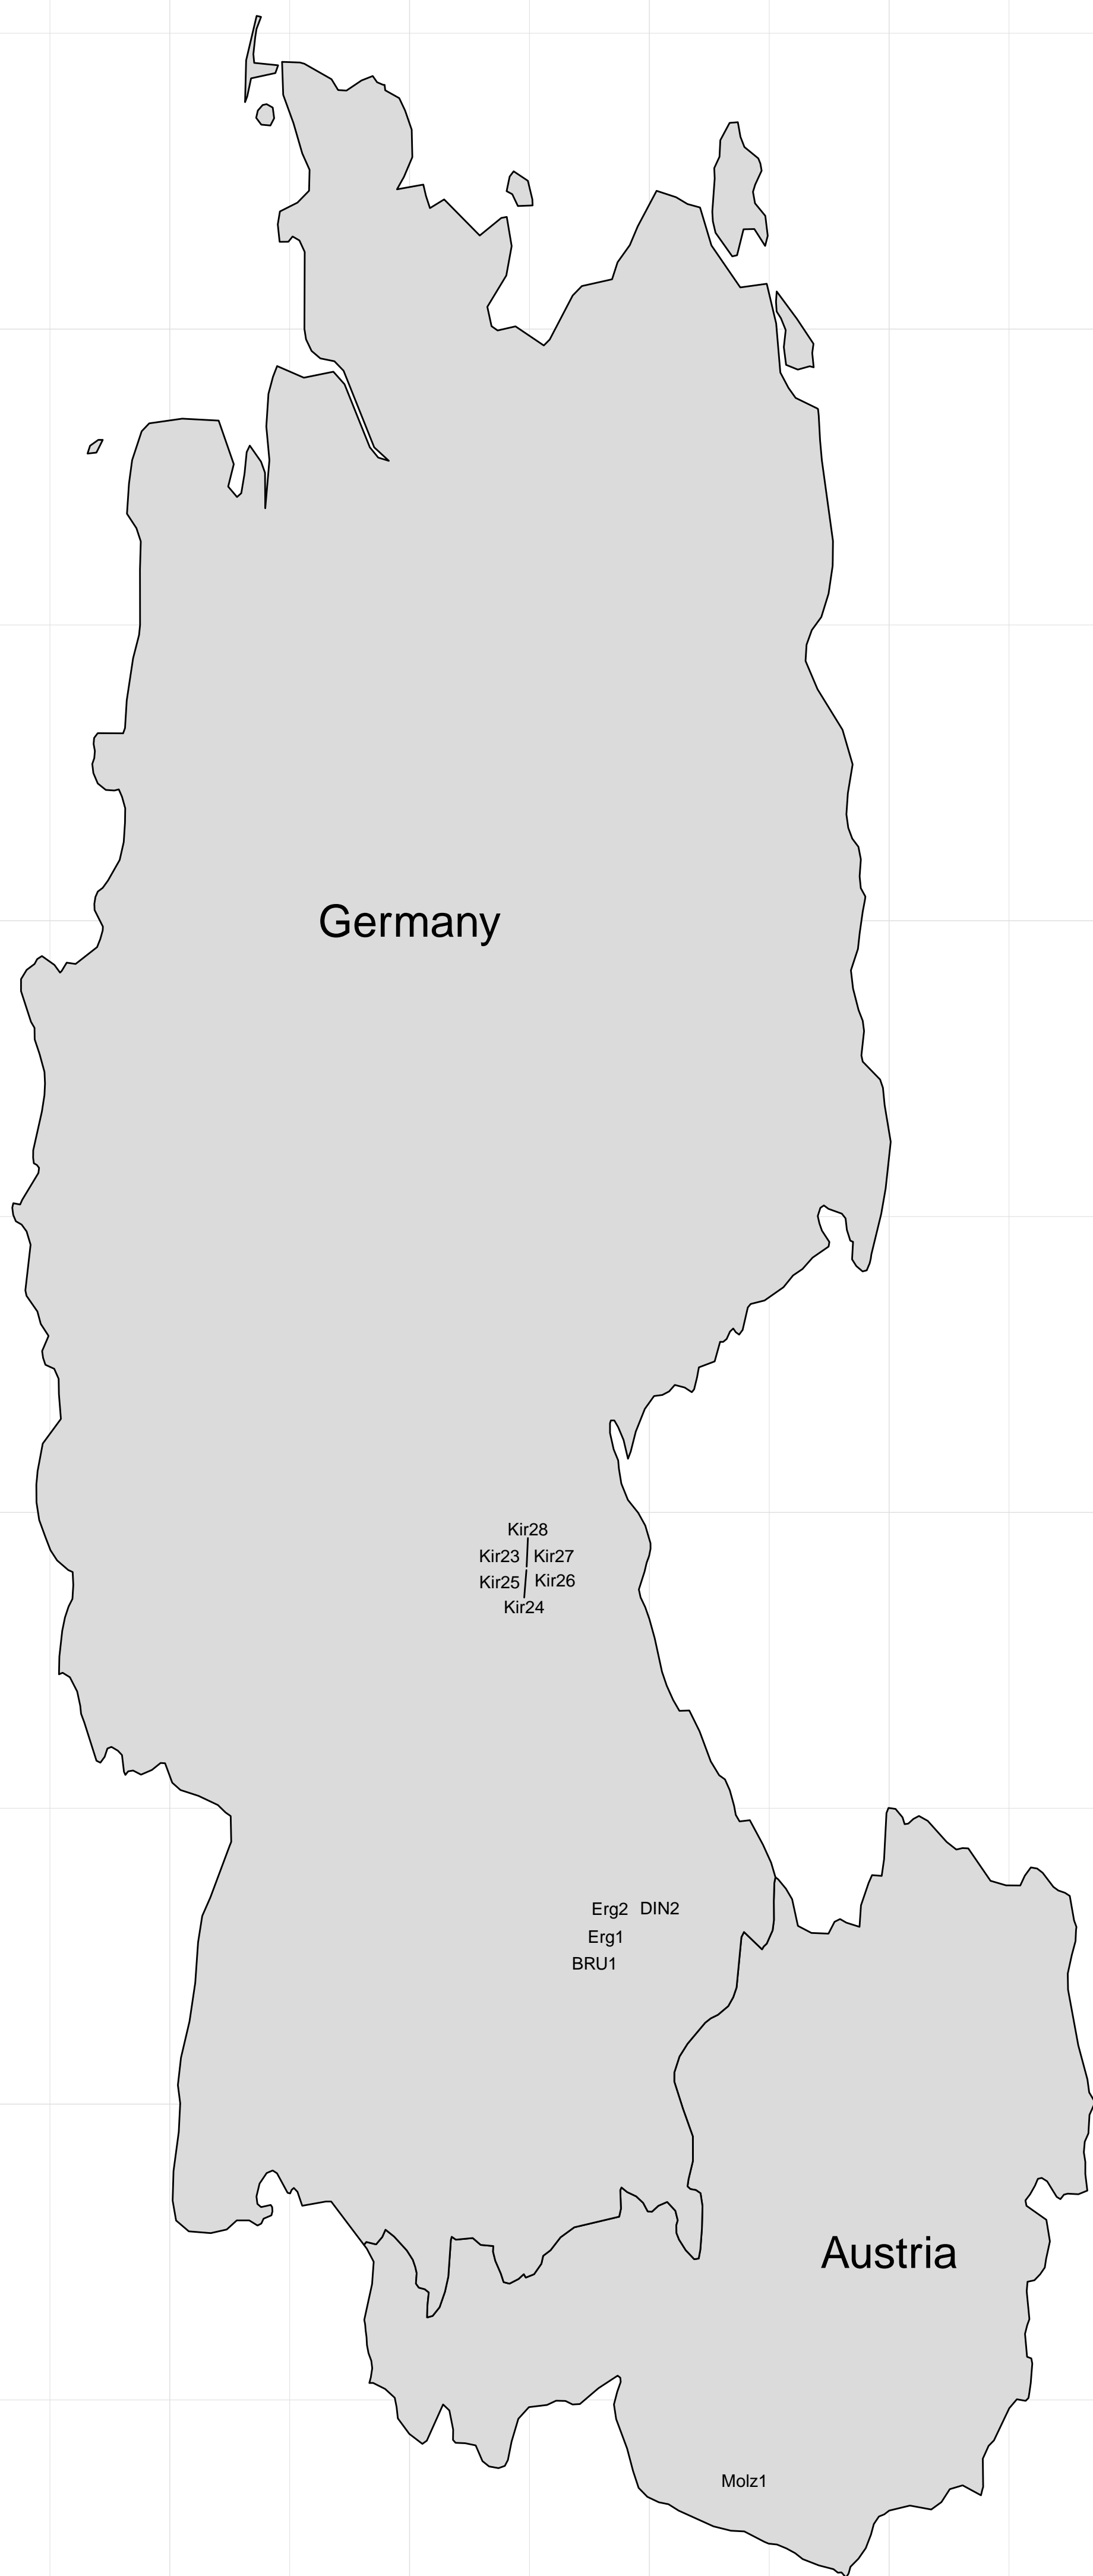 Germany
Kir28
Kir23 Kir27
Kir25 Kir26
Kir24
Erg2 DIN2
Erg1
BRU1
Austria
Molz1